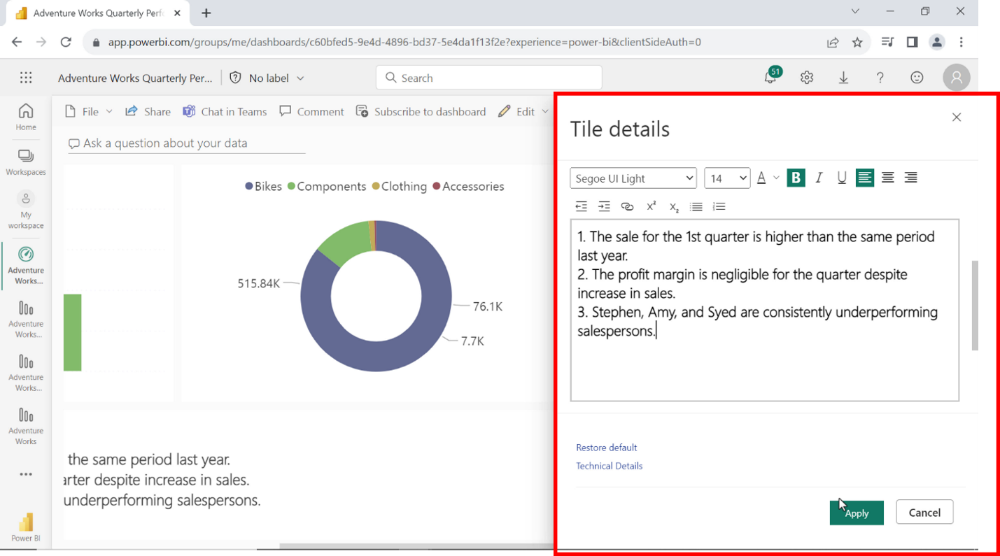 Adventure Works Quarterly Perfo
app.powerbi.com/groups/me/dashboards/c60bfed5-9e4d-4896-bd37-5e4da1f13f2e?experience=power-bi&clientSideAuth=0
Adventure Works Quarterly Per... No label Search 51
Home
Workspaces
My
workspace
Adventure
Works...
Adventure
Works...
Adventure
Works...
Adventure
Works
Power BI
File Share Chat in Teams Comment Subscribe to dashboard Edit
Ask a question about your data
Bikes Components Clothing Accessories
515.84K
76.1K
7.7K
the same period last year.
arter despite increase in sales.
underperforming salespersons.
Tile details
Segoe UI Light 14 A B I U
x² x₂
1. The sale for the 1st quarter is higher than the same period
last year.
2. The profit margin is negligible for the quarter despite
increase in sales.
3. Stephen, Amy, and Syed are consistently underperforming
salespersons.
Restore default
Technical Details
Apply Cancel